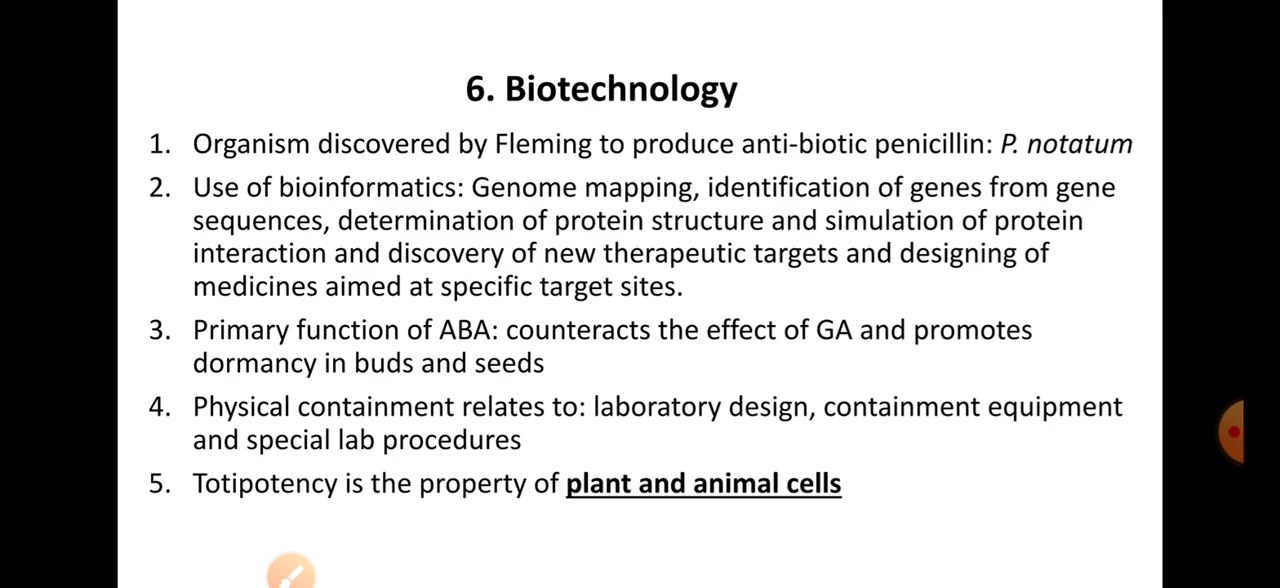 6. Biotechnology
1. Organism discovered by Fleming to produce anti-biotic penicillin: P. notatum
2. Use of bioinformatics: Genome mapping, identification of genes from gene
sequences, determination of protein structure and simulation of protein
interaction and discovery of new therapeutic targets and designing of
medicines aimed at specific target sites.
3. Primary function of ABA: counteracts the effect of GA and promotes
dormancy in buds and seeds
4. Physical containment relates to: laboratory design, containment equipment
and special lab procedures
5. Totipotency is the property of plant and animal cells